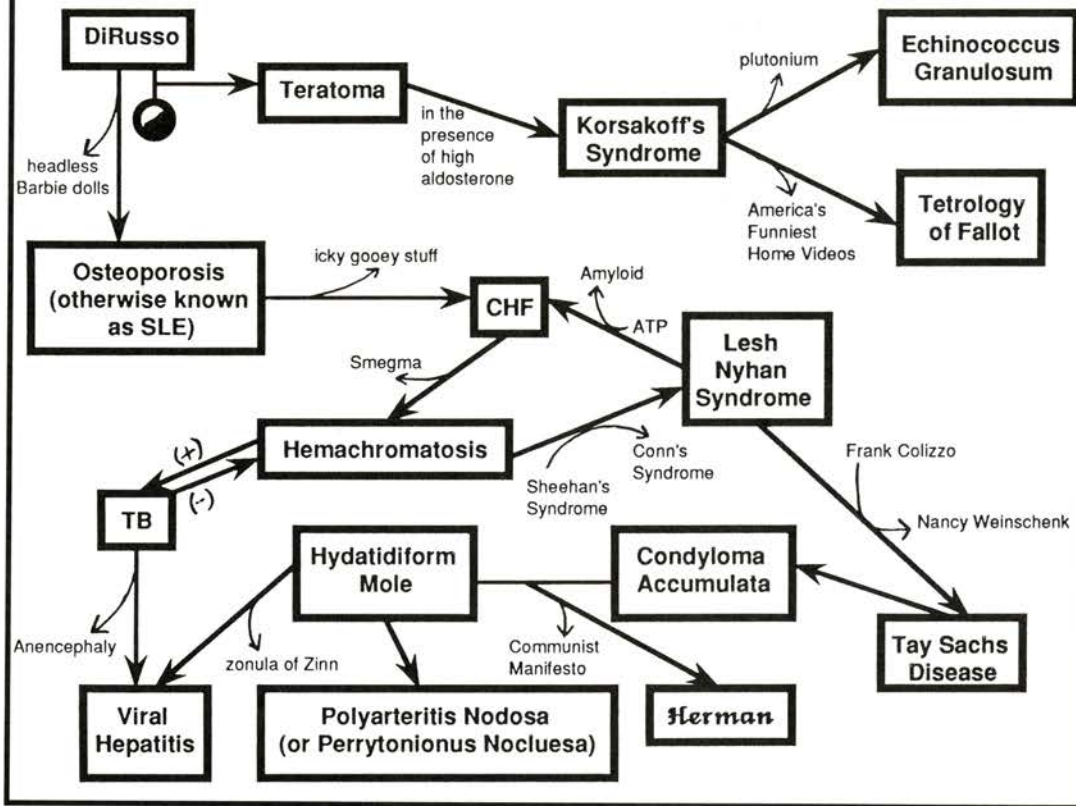 DiRusso
Teratoma
in the
presence
of high
aldosterone
Korsakoff's
Syndrome
plutonium
Echinococcus
Granulosum
America's
Funniest
Home Videos
Tetrology
of Fallot
headless
Barbie dolls
Osteoporosis
(otherwise known
as SLE)
icky gooey stuff
CHF
Amyloid
ATP
Lesh
Nyhan
Syndrome
Smegma
Hemachromatosis
(+)
(-)
TB
Sheehan's
Syndrome
Conn's
Syndrome
Frank Colizzo
Nancy Weinschenk
Hydatidiform
Mole
Condyloma
Accumulata
Tay Sachs
Disease
Anencephaly
zonula of Zinn
Communist
Manifesto
Viral
Hepatitis
Polyarteritis Nodosa
(or Perrytonionus Nocluesa)
Herman